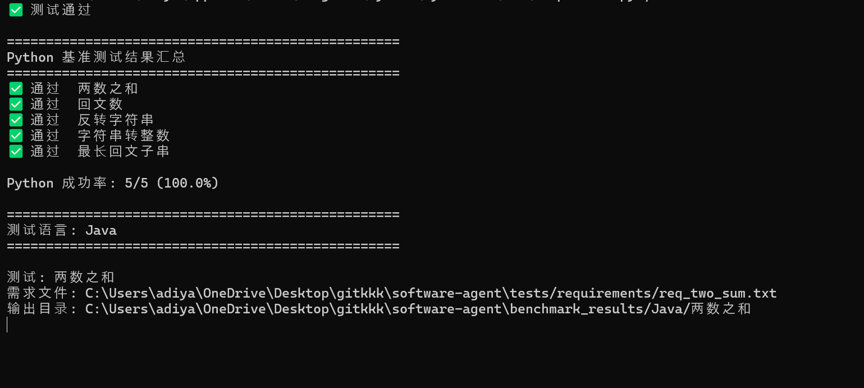 ✅ 测试通过
==================================================
Python 基准测试结果汇总
==================================================
✅ 通过 两数之和
✅ 通过 回文数
✅ 通过 反转字符串
✅ 通过 字符串转整数
✅ 通过 最长回文子串
Python 成功率: 5/5 (100.0%)
==================================================
测试语言: Java
==================================================
测试: 两数之和
需求文件: C:\Users\adiya\OneDrive\Desktop\gitkkk\software-agent\tests/requirements/req_two_sum.txt
输出目录: C:\Users\adiya\OneDrive\Desktop\gitkkk\software-agent\benchmark_results/Java/两数之和